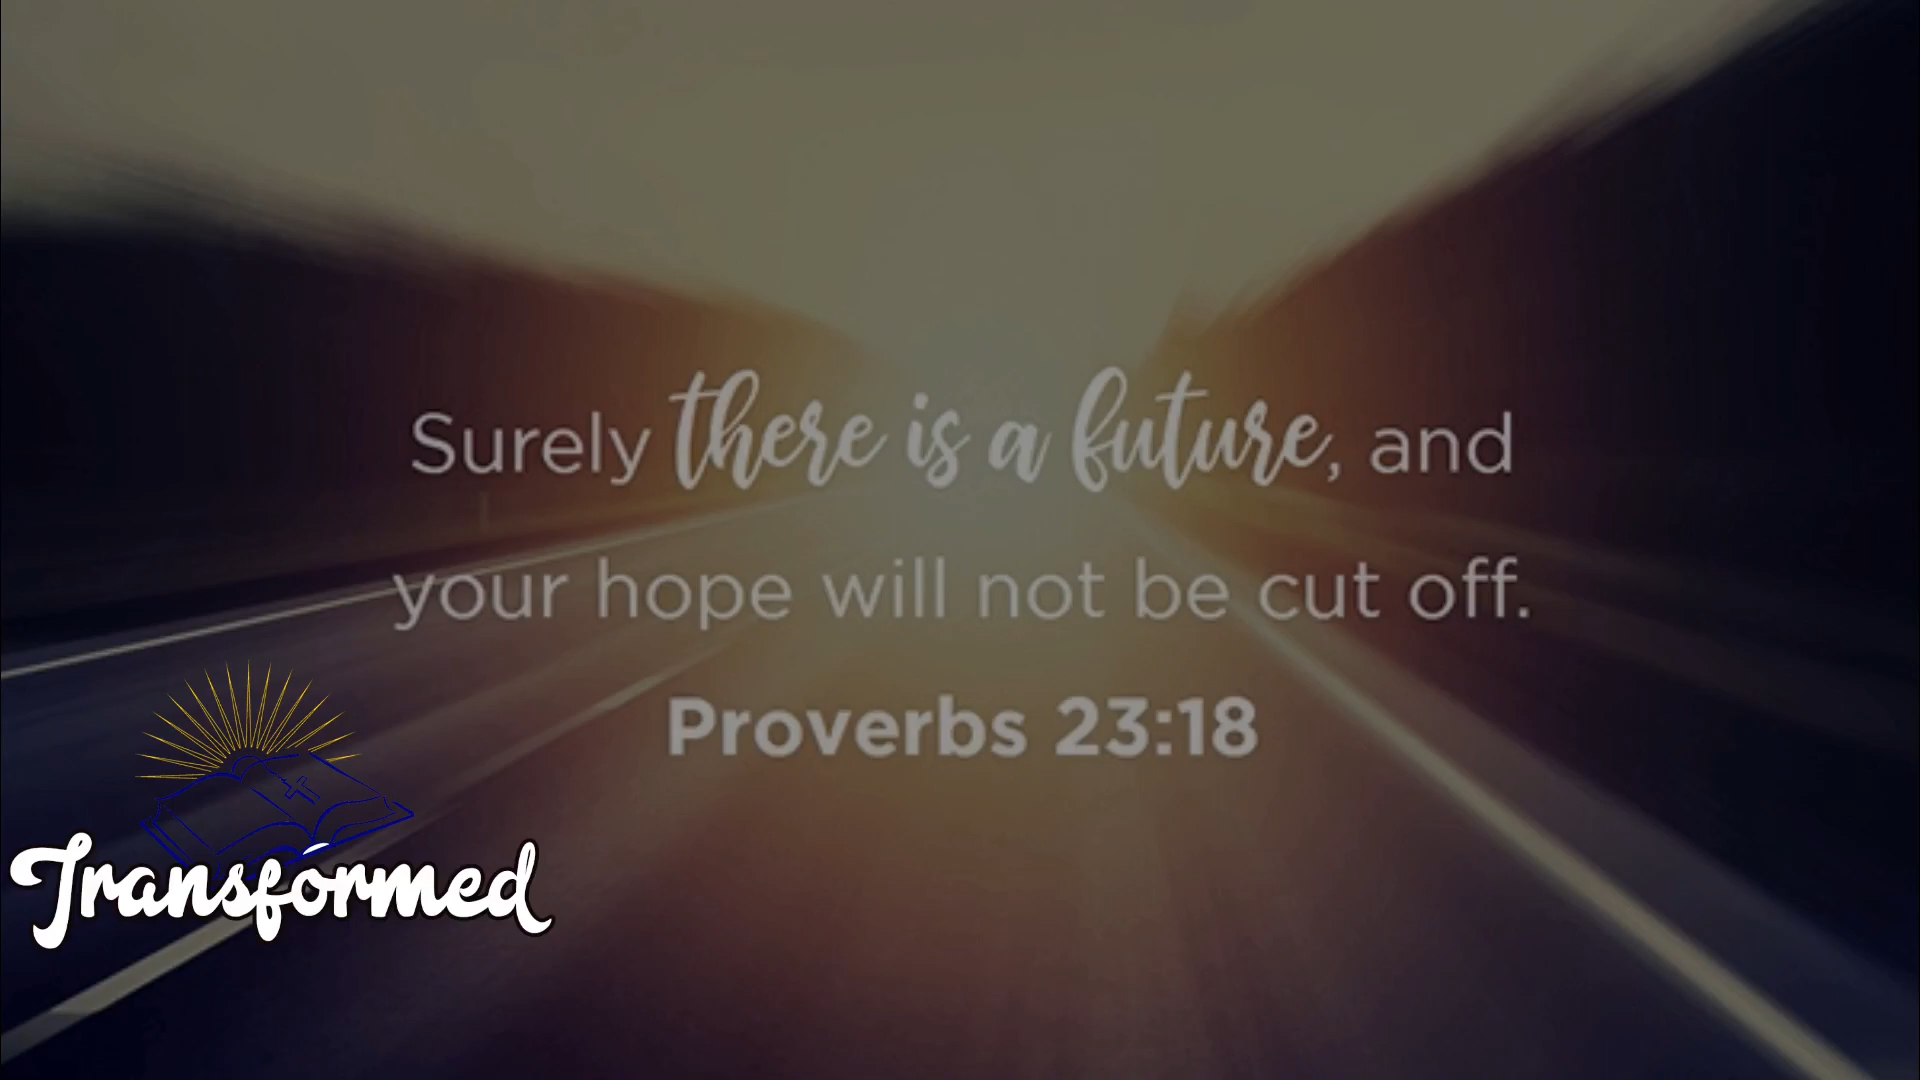 Surely there is a future, and
your hope will not be cut off.
Proverbs 23:18
Transformed